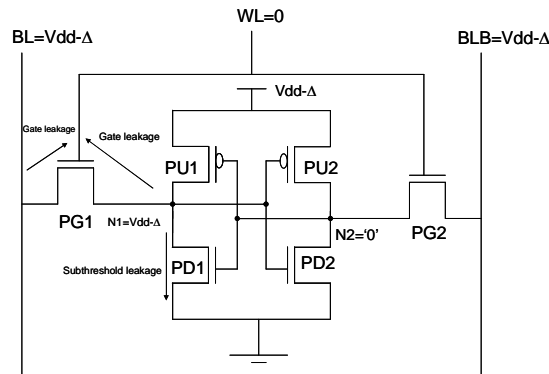 WL=0
BL=Vdd-Δ
BLB=Vdd-Δ
Vdd-Δ
Gate leakage
Gate leakage
PU1
PU2
PG1
N1=Vdd-Δ
PG2
N2='0'
PD1
PD2
Subthreshold leakage